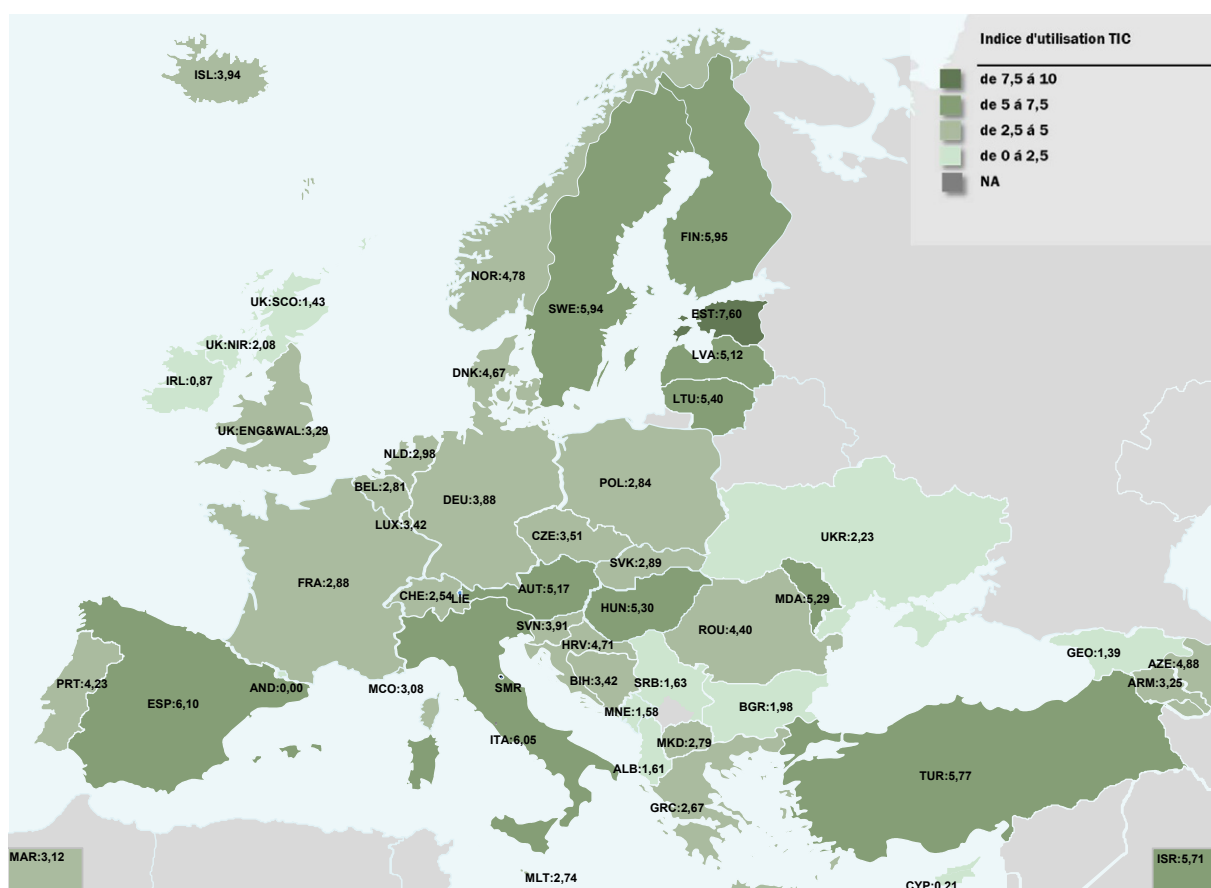 Indice d'utilisation TIC
de 7,5 á 10
de 5 á 7,5
de 2,5 á 5
de 0 á 2,5
NA
ISL:3,94
FIN:5,95
NOR:4,78
UK:SCO:1,43
SWE:5,94
EST:7,60
UK:NIR:2,08
LVA:5,12
DNK:4,67
IRL:0,87
LTU:5,40
UK:ENG&WAL:3,29
NLD:2,98
BEL:2,81
DEU:3,88
POL:2,84
LUX:3,42
CZE:3,51
UKR:2,23
SVK:2,89
FRA:2,88
CHE:2,54
LIE
AUT:5,17
HUN:5,30
MDA:5,29
SVN:3,91
ROU:4,40
HRV:4,71
GEO:1,39
AZE:4,88
PRT:4,23
AND:0,00
MCO:3,08
SMR
BIH:3,42
SRB:1,63
ARM:3,25
ESP:6,10
MNE:1,58
BGR:1,98
ITA:6,05
MKD:2,79
ALB:1,61
TUR:5,77
GRC:2,67
MAR:3,12
ISR:5,71
MLT:2,74
CYP:0,21